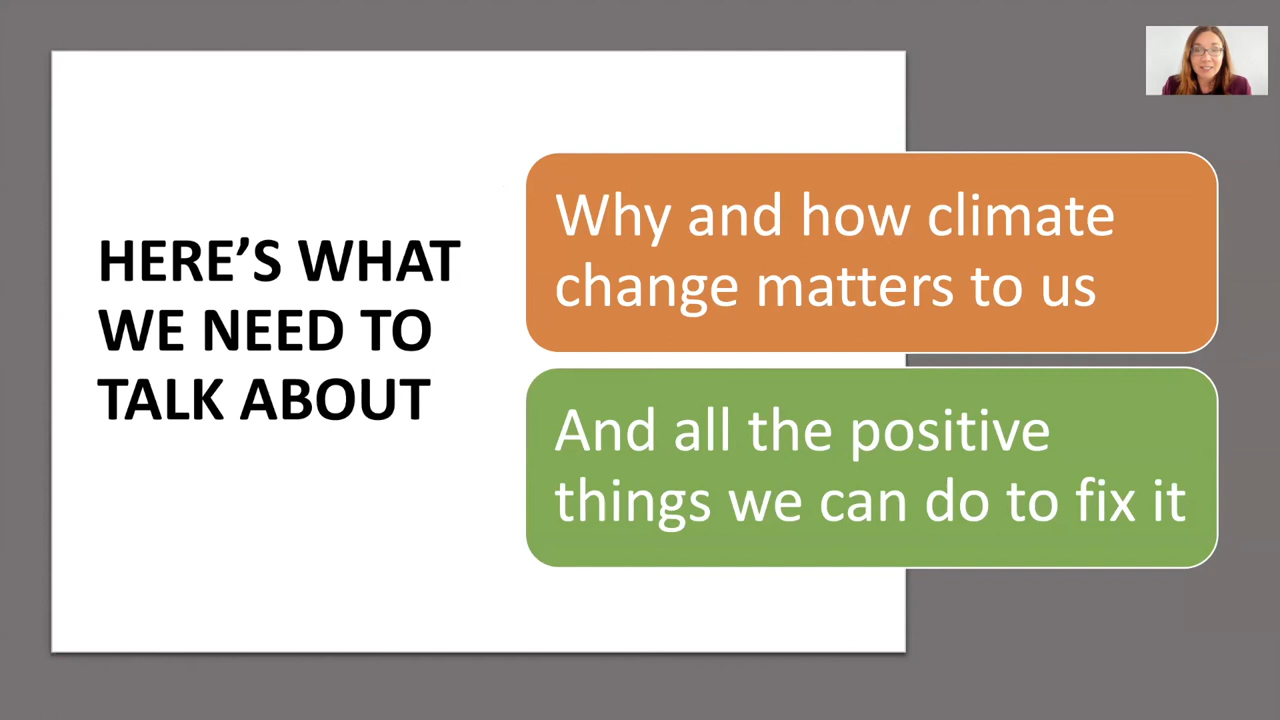 HERE’S WHAT
WE NEED TO
TALK ABOUT
Why and how climate
change matters to us
And all the positive
things we can do to fix it